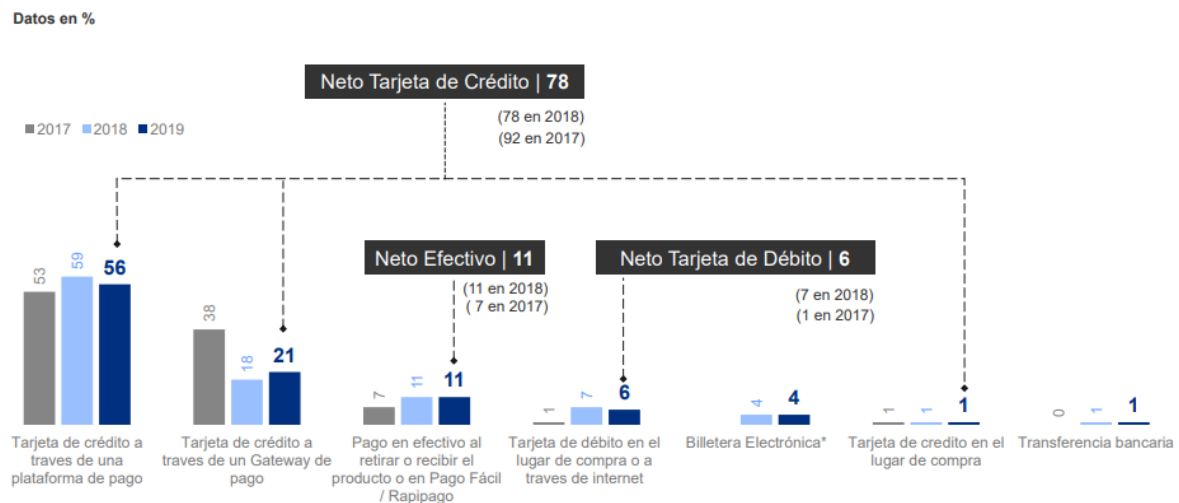 Datos en %
Neto Tarjeta de Crédito | 78
(78 en 2018)
(92 en 2017)
2017 2018 2019
Neto Efectivo | 11
(11 en 2018)
( 7 en 2017)
Neto Tarjeta de Débito | 6
(7 en 2018)
(1 en 2017)
53 59 56
38 18 21
7 11 11
1 7 6
4 4
1 1 1
0 1 1
Tarjeta de crédito a
traves de una
plataforma de pago
Tarjeta de crédito a
traves de un Gateway de
pago
Pago en efectivo al
retirar o recibir el
producto o en Pago Fácil
/ Rapipago
Tarjeta de débito en el
lugar de compra o a
traves de internet
Billetera Electrónica*
Tarjeta de credito en el
lugar de compra
Transferencia bancaria